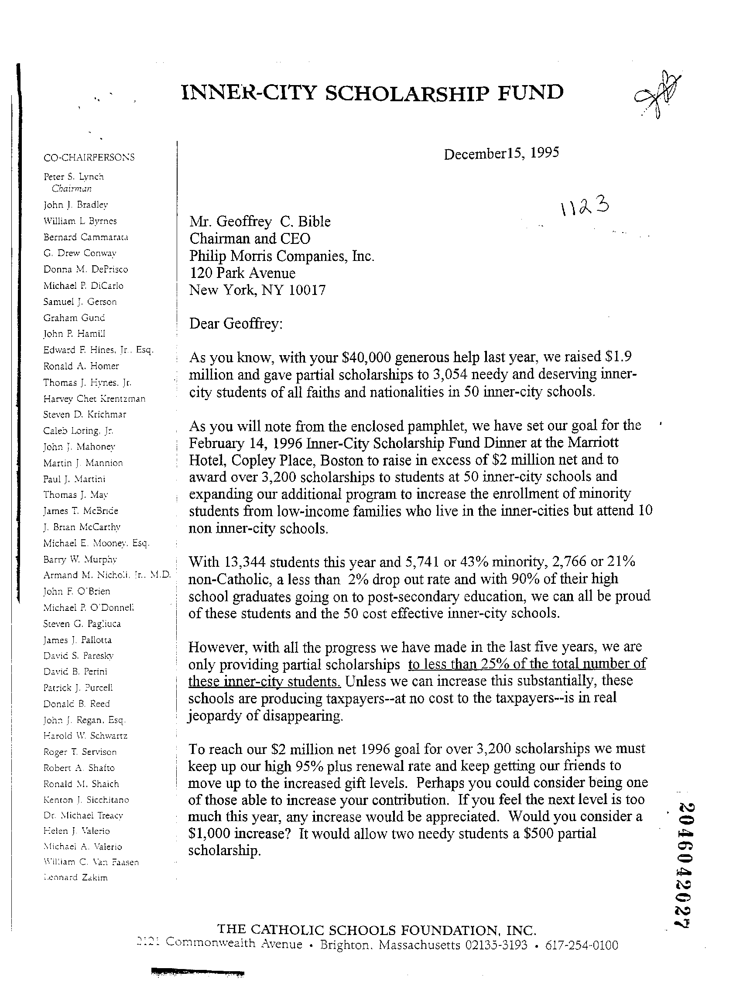 INNER-CITY SCHOLARSHIP FUND
December15, 1995
1123
CO-CHAIRPERSONS
Peter S. Lynch
Chairman
John J. Bradley
William L Byrnes
Bernard Cammarata
G. Drew Conway
Donna M. DePrisco
Michael P. DiCarlo
Samuel J. Gerson
Graham Gund
John P. Hamill
Edward F. Hines, Jr., Esq.
Ronald A. Homer
Thomas J. Hynes, Jr.
Harvey Chet Krentzman
Steven D. Krichmar
Caleb Loring, Jr.
John J. Mahoney
Martin J. Mannion
Paul J. Martini
Thomas J. May
James T. McBride
J. Brian McCarthy
Michael E. Mooney, Esq.
Barry W. Murphy
Armand M. Nicholi, Jr., M.D.
John F. O'Brien
Michael P. O'Donnell
Steven G. Pagliuca
James J. Pallotta
David S. Paresky
David B. Perini
Patrick J. Purcell
Donald B. Reed
John J. Regan, Esq.
Harold W. Schwartz
Roger T. Servison
Robert A. Shafto
Ronald M. Shaich
Kenton J. Sicchitano
Dr. Michael Treacy
Helen J. Valerio
Michael A. Valerio
William C. Van Faasen
Lennard Zakim
Mr. Geoffrey C. Bible
Chairman and CEO
Philip Morris Companies, Inc.
120 Park Avenue
New York, NY 10017
Dear Geoffrey:
As you know, with your $40,000 generous help last year, we raised $1.9
million and gave partial scholarships to 3,054 needy and deserving inner-
city students of all faiths and nationalities in 50 inner-city schools.
As you will note from the enclosed pamphlet, we have set our goal for the
February 14, 1996 Inner-City Scholarship Fund Dinner at the Marriott
Hotel, Copley Place, Boston to raise in excess of $2 million net and to
award over 3,200 scholarships to students at 50 inner-city schools and
expanding our additional program to increase the enrollment of minority
students from low-income families who live in the inner-cities but attend 10
non inner-city schools.
With 13,344 students this year and 5,741 or 43% minority, 2,766 or 21%
non-Catholic, a less than 2% drop out rate and with 90% of their high
school graduates going on to post-secondary education, we can all be proud
of these students and the 50 cost effective inner-city schools.
However, with all the progress we have made in the last five years, we are
only providing partial scholarships to less than 25% of the total number of
these inner-city students. Unless we can increase this substantially, these
schools are producing taxpayers--at no cost to the taxpayers--is in real
jeopardy of disappearing.
To reach our $2 million net 1996 goal for over 3,200 scholarships we must
keep up our high 95% plus renewal rate and keep getting our friends to
move up to the increased gift levels. Perhaps you could consider being one
of those able to increase your contribution. If you feel the next level is too
much this year, any increase would be appreciated. Would you consider a
$1,000 increase? It would allow two needy students a $500 partial
scholarship.
2046042027
THE CATHOLIC SCHOOLS FOUNDATION, INC.
2121 Commonwealth Avenue • Brighton, Massachusetts 02135-3193 • 617-254-0100